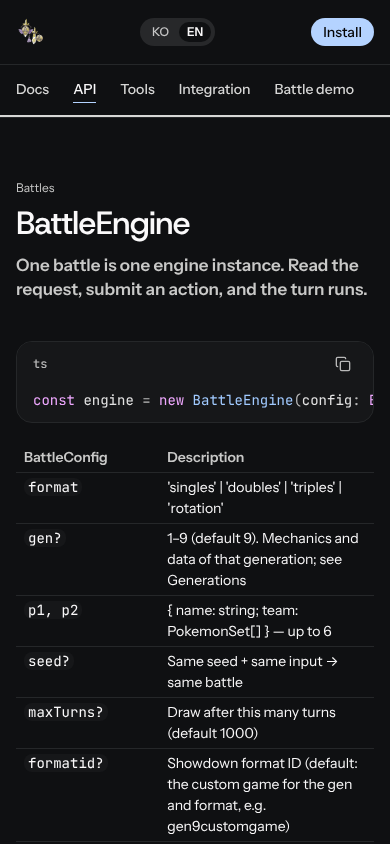 KO EN Install
Docs API Tools Integration Battle demo
Battles
BattleEngine
One battle is one engine instance. Read the
request, submit an action, and the turn runs.
ts
const engine = new BattleEngine(config:
BattleConfig Description
format 'singles' | 'doubles' | 'triples' |
'rotation'
gen? 1–9 (default 9). Mechanics and
data of that generation; see
Generations
p1, p2 { name: string; team:
PokemonSet[] } — up to 6
seed? Same seed + same input →
same battle
maxTurns? Draw after this many turns
(default 1000)
formatid? Showdown format ID (default:
the custom game for the gen
and format, e.g.
gen9customgame)